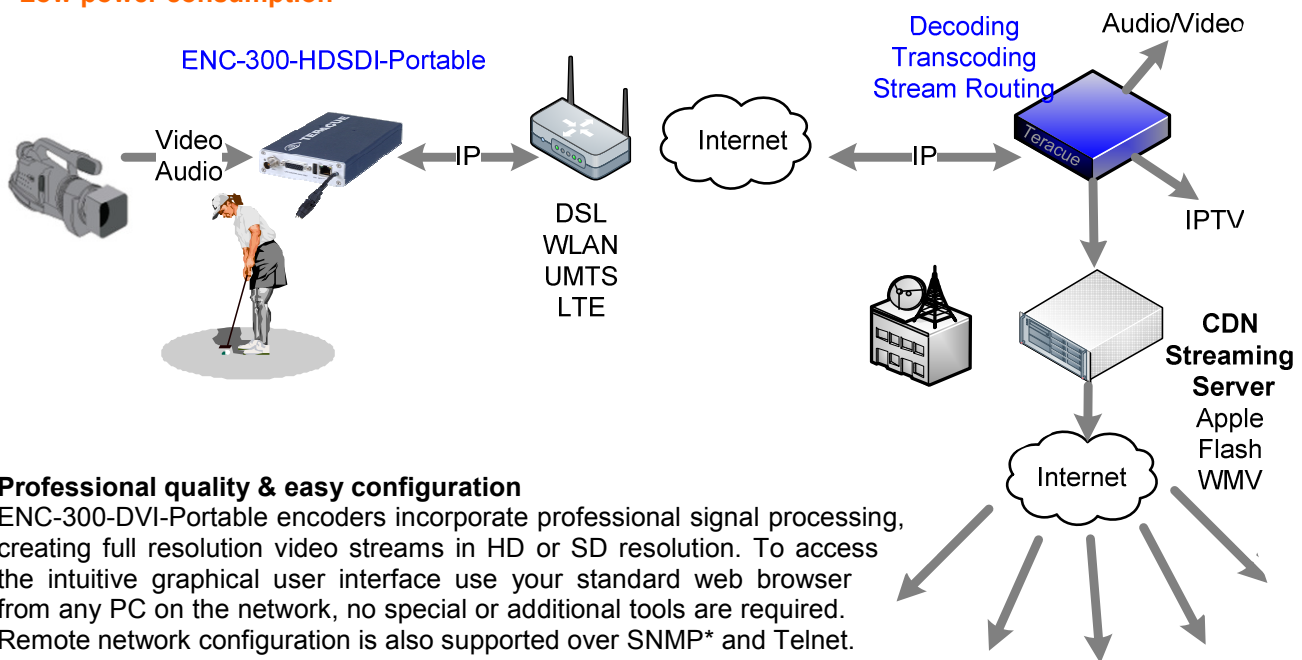 Low power consumption
ENC-300-HDSDI-Portable
Video
Audio
TERACUE
IP
DSL
WLAN
UMTS
LTE
Internet
IP
Decoding
Transcoding
Stream Routing
Audio/Video
Teracue
IPTV
CDN
Streaming
Server
Apple
Flash
WMV
Internet
Professional quality & easy configuration
ENC-300-DVI-Portable encoders incorporate professional signal processing,
creating full resolution video streams in HD or SD resolution. To access
the intuitive graphical user interface use your standard web browser
from any PC on the network, no special or additional tools are required.
Remote network configuration is also supported over SNMP* and Telnet.